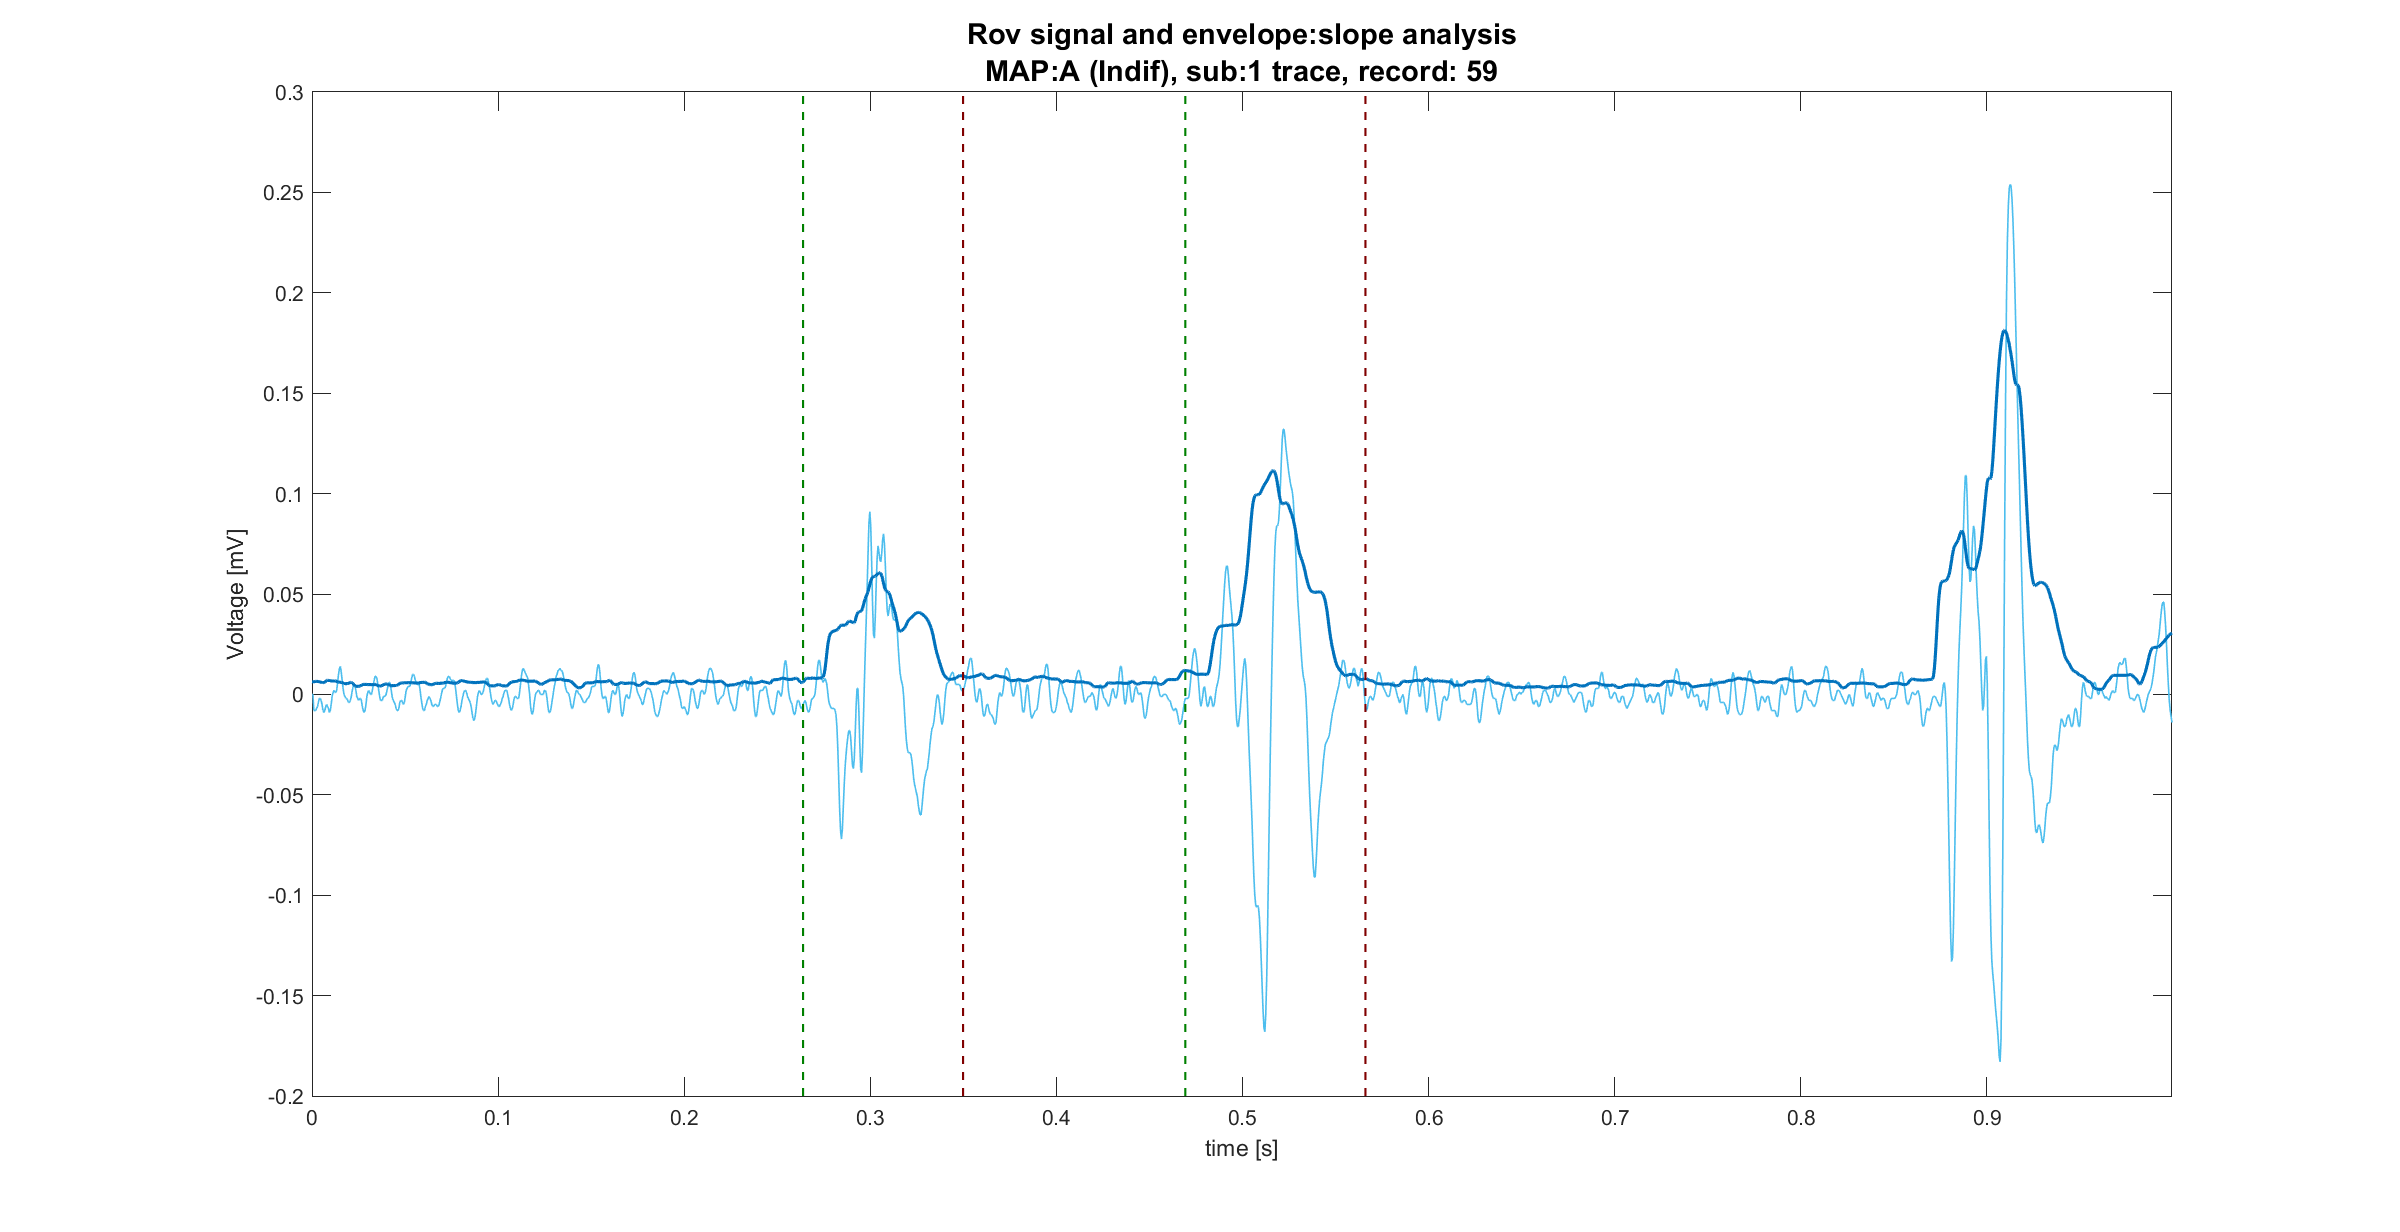 Rov signal and envelope:slope analysis
MAP:A (Indif), sub:1 trace, record: 59
0.3
0.25
0.2
0.15
0.1
0.05
0
-0.05
-0.1
-0.15
-0.2
Voltage [mV]
0 0.1 0.2 0.3 0.4 0.5 0.6 0.7 0.8 0.9
time [s]